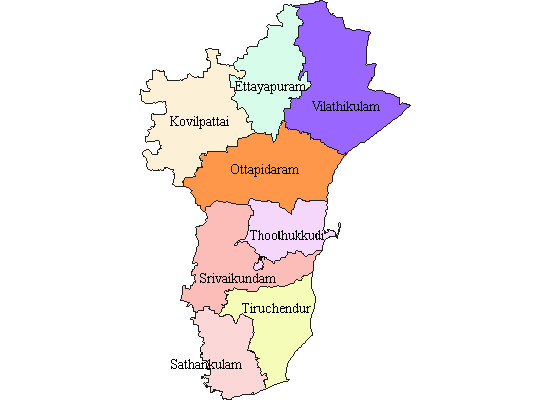 Ettayapuram
Vilathikulam
Kovilpattai
Ottapidaram
Thoothukkudi
Srivaikundam
Tiruchendur
Sathankulam